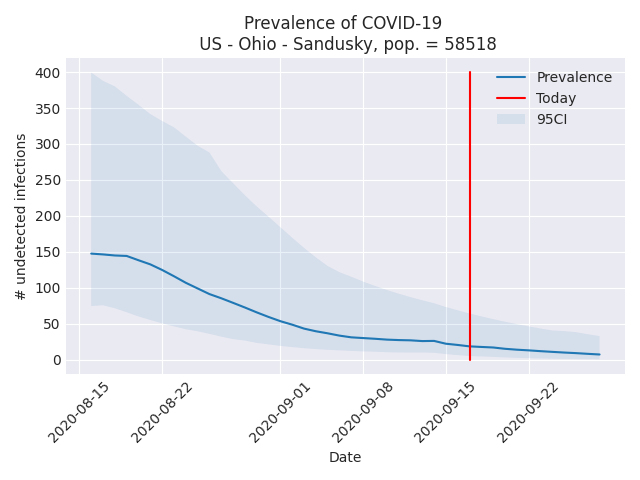 Prevalence of COVID-19
US - Ohio - Sandusky, pop. = 58518
400
350
300
250
200
150
100
50
0
# undetected infections
Prevalence
Today
95CI
2020-08-15
2020-08-22
2020-09-01
2020-09-08
2020-09-15
2020-09-22
Date